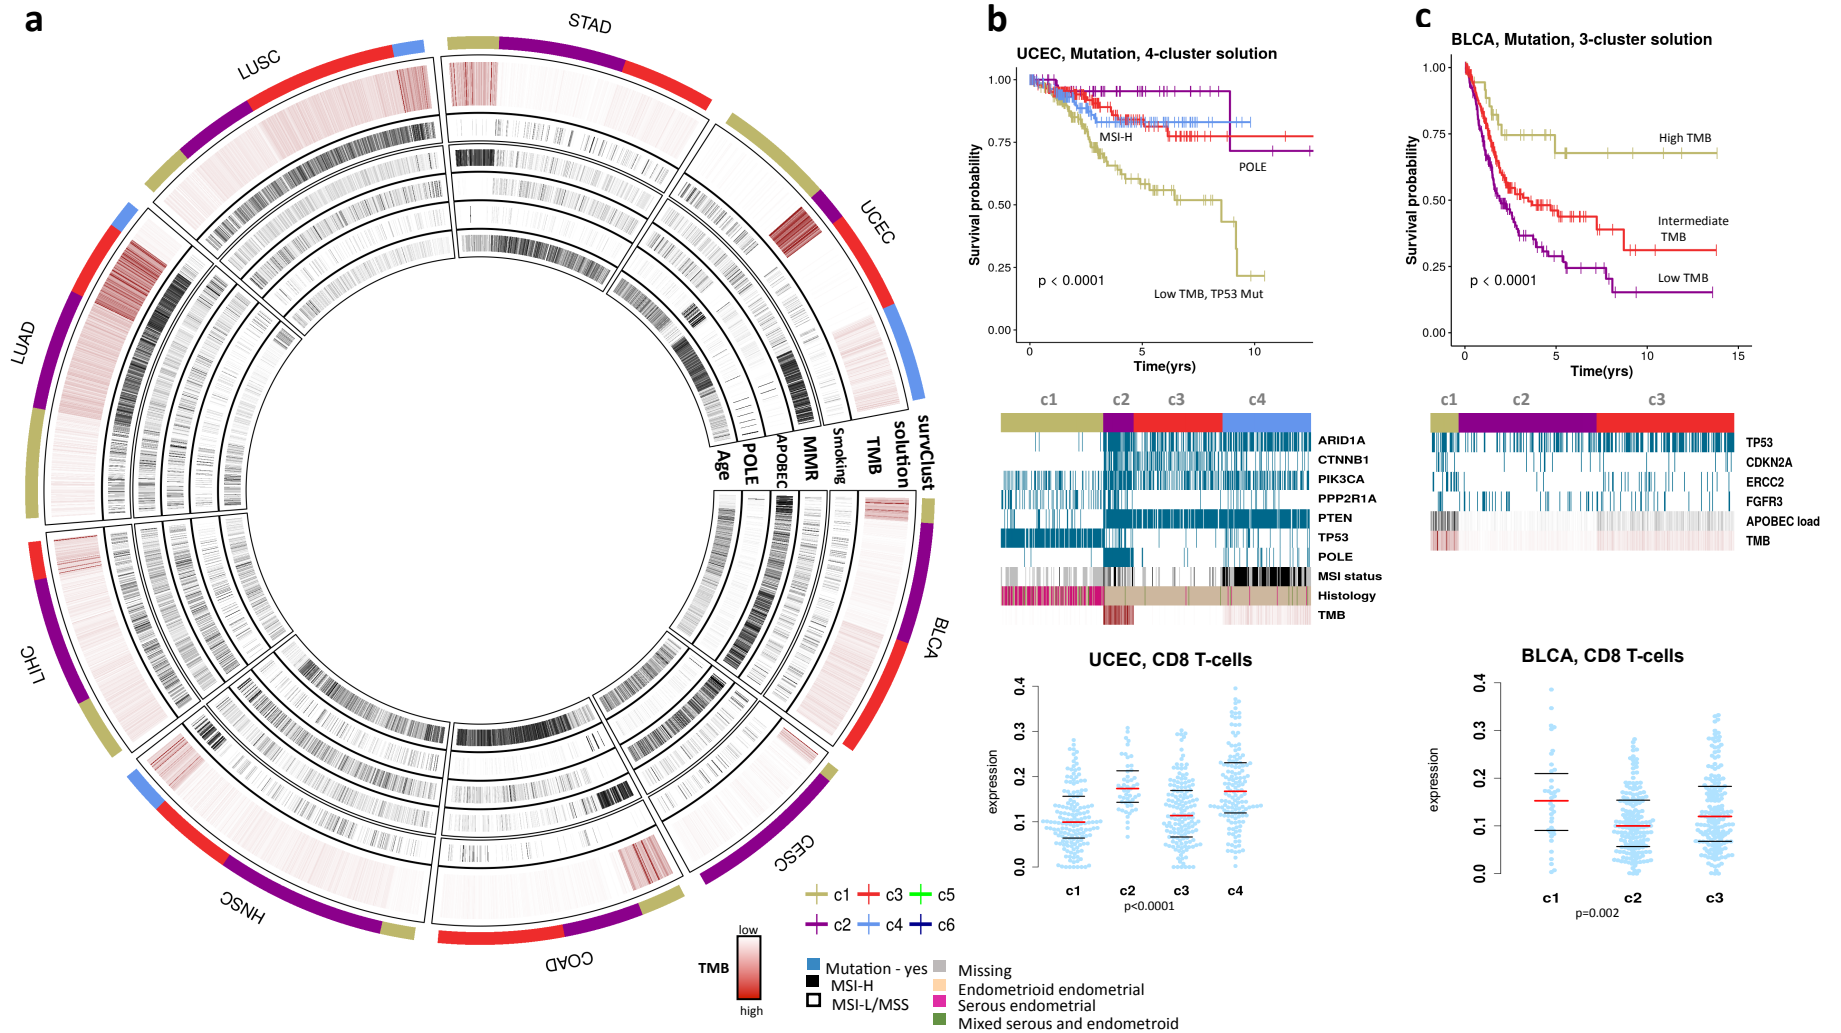 a
STAD
LUSC
UCEC
LUAD
LIHC
BLCA
HNSC
CESC
COAD
Age
POLE
APOBEC
MMR
Smoking
TMB
survClust
solution
c1
c3
c5
c2
c4
c6
TMB
low
high
Mutation - yes
MSI-H
MSI-L/MSS
Missing
Endometrioid endometrial
Serous endometrial
Mixed serous and endometroid
b
UCEC, Mutation, 4-cluster solution
Survival probability
1.00
0.75
0.50
0.25
0.00
MSI-H
POLE
p < 0.0001
Low TMB, TP53 Mut
0
5
10
Time(yrs)
c1
c2
c3
c4
ARID1A
CTNNB1
PIK3CA
PPP2R1A
PTEN
TP53
POLE
MSI status
Histology
TMB
UCEC, CD8 T-cells
expression
0.4
0.3
0.2
0.1
0.0
c1
c2
c3
c4
p<0.0001
c
BLCA, Mutation, 3-cluster solution
Survival probability
1.00
0.75
0.50
0.25
0.00
High TMB
Intermediate
TMB
Low TMB
p < 0.0001
0
5
10
15
Time(yrs)
c1
c2
c3
TP53
CDKN2A
ERCC2
FGFR3
APOBEC load
TMB
BLCA, CD8 T-cells
expression
0.4
0.3
0.2
0.1
0.0
c1
c2
c3
p=0.002